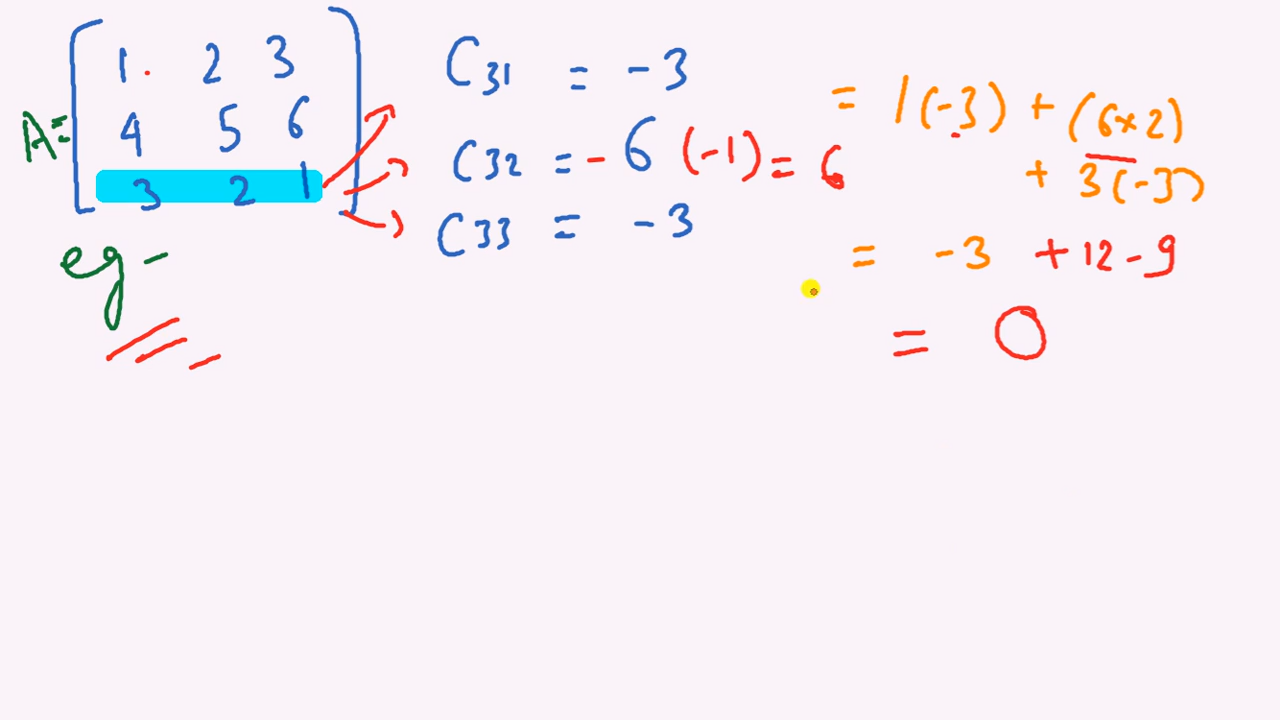 A = [ 1 . 2 3
4 5 6
3 2 1 ]
eg -
C31 = -3
C32 = - 6 (-1) = 6
C33 = -3
= 1(-3) + (6×2)
+ 3(-3)
= -3 + 12 - 9
= 0